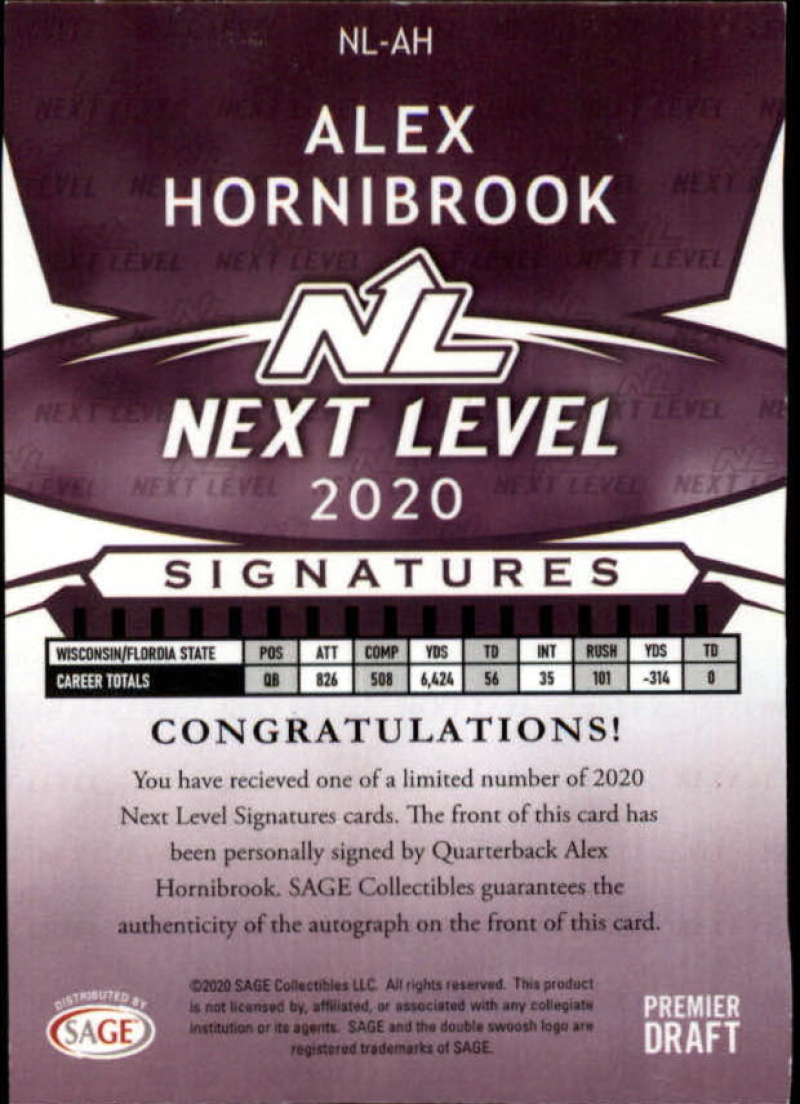 NL-AH
ALEX
HORNIBROOK
NL
NEXT LEVEL
2020
SIGNATURES
WISCONSIN/FLORDIA STATE POS ATT COMP YDS TD INT RUSH YDS TD
CAREER TOTALS QB 826 508 6,424 56 35 101 -314 0
CONGRATULATIONS!
You have recieved one of a limited number of 2020
Next Level Signatures cards. The front of this card has
been personally signed by Quarterback Alex
Hornibrook. SAGE Collectibles guarantees the
authenticity of the autograph on the front of this card.
DISTRIBUTED BY
SAGE
©2020 SAGE Collectibles LLC. All rights reserved. This product
is not licensed by, affiliated, or associated with any collegiate
institution or its agents. SAGE and the double swoosh logo are
registered trademarks of SAGE.
PREMIER
DRAFT